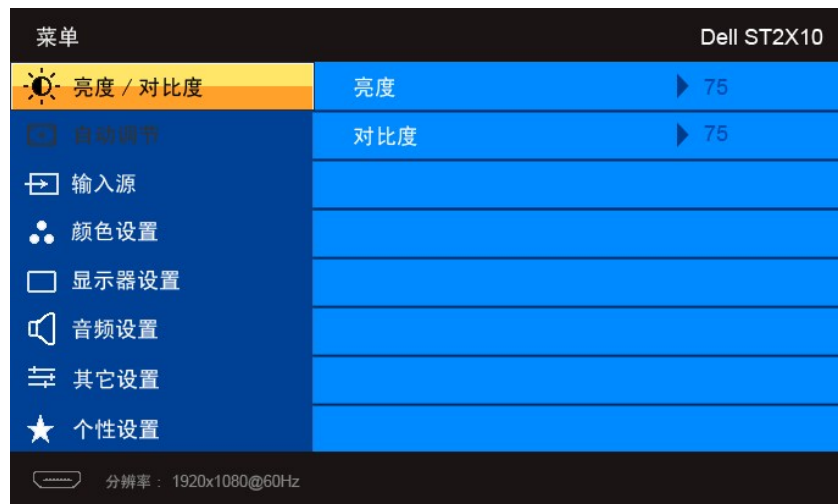 菜单 Dell ST2X10
亮度 / 对比度 亮度 75
自动调节 对比度 75
输入源
颜色设置
显示器设置
音频设置
其它设置
个性设置
分辨率： 1920x1080@60Hz